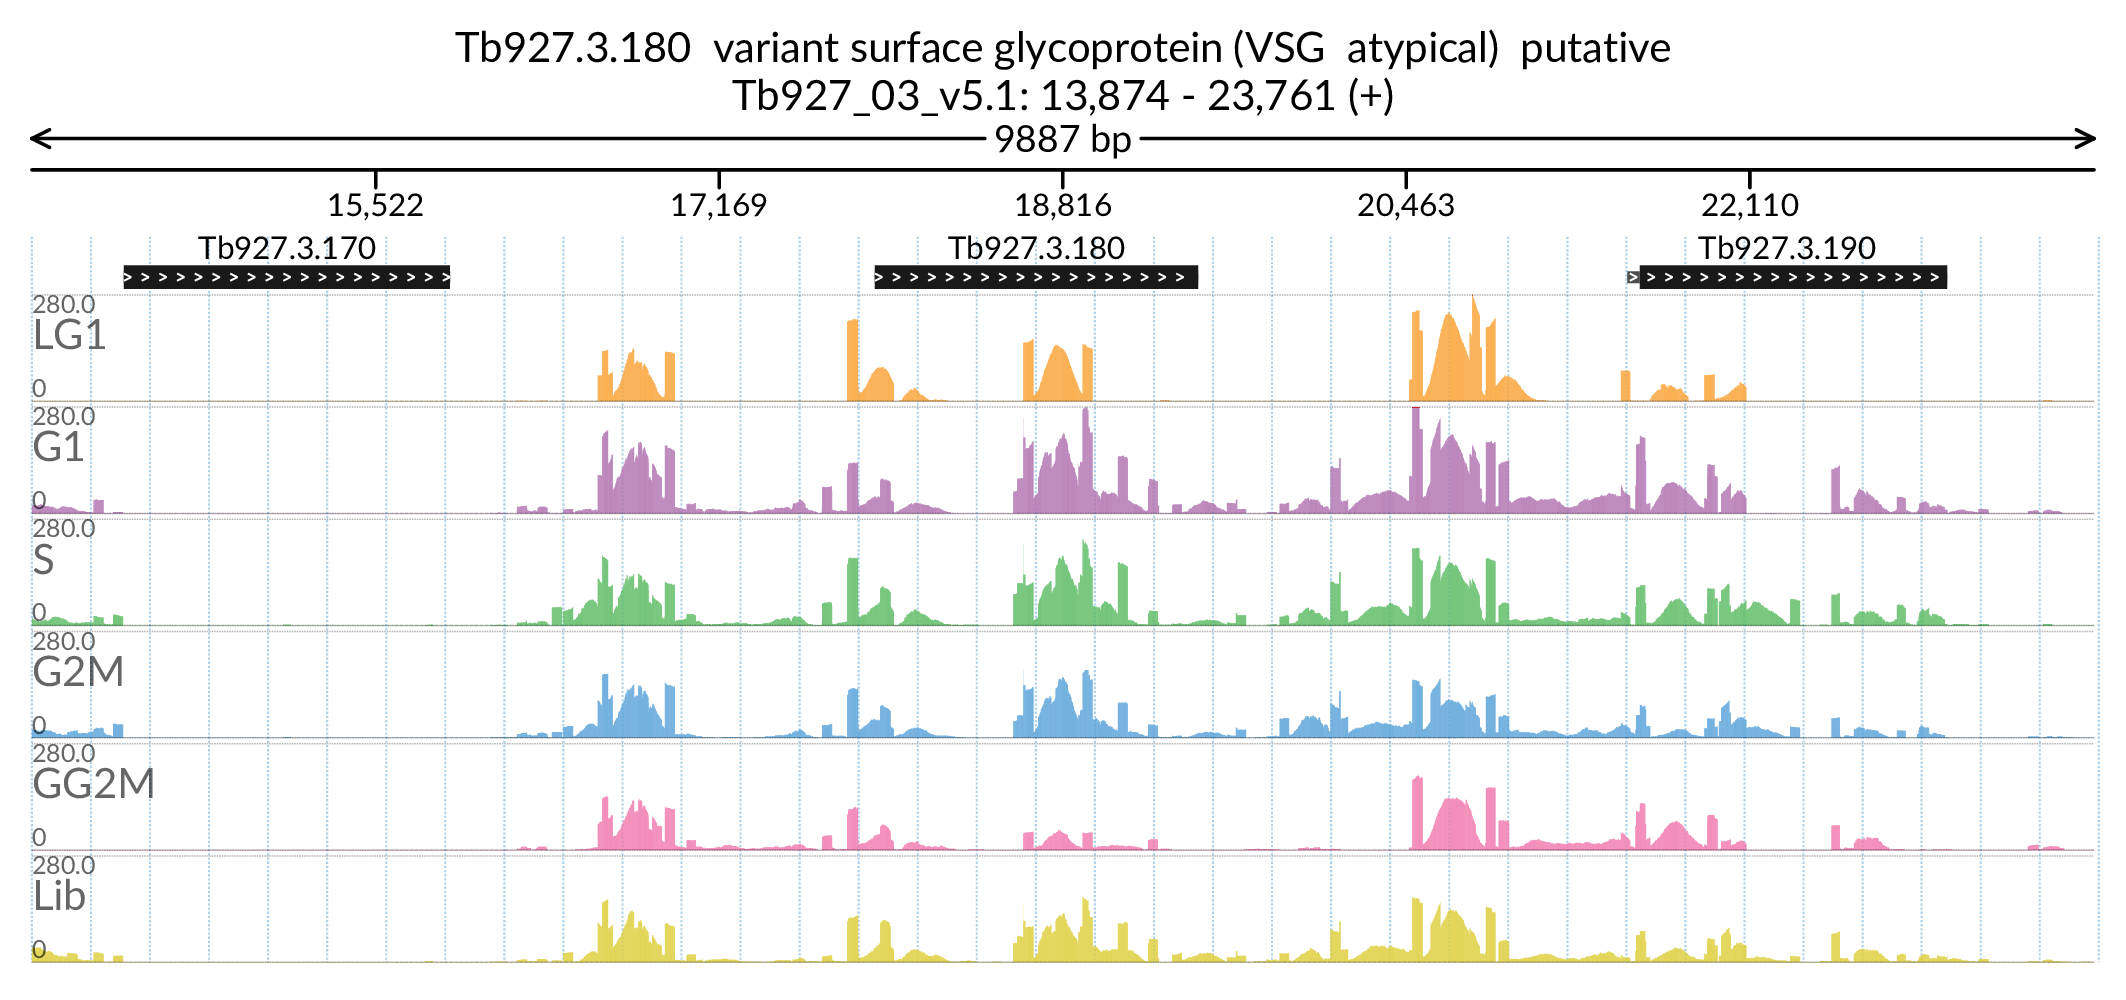 Tb927.3.180  variant surface glycoprotein (VSG  atypical)  putative
Tb927_03_v5.1: 13,874 - 23,761 (+)
9887 bp
15,522 17,169 18,816 20,463 22,110
Tb927.3.170 Tb927.3.180 Tb927.3.190
280.0
LG1
0
280.0
G1
0
280.0
S
0
280.0
G2M
0
280.0
GG2M
0
280.0
Lib
0